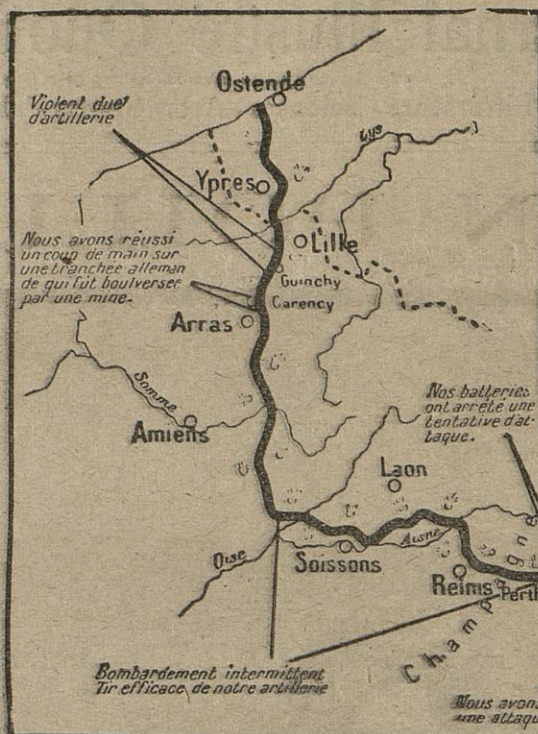 Ostende
Violent duel
d'artillerie
Lys
Ypres
Nous avons réussi
un coup de main sur
une tranchée alleman
de qui fut boulversée
par une mine.
Lille
Guinchy
Carency
Arras
Somme
Amiens
Nos batteries
ont arrêté une
tentative d'at-
taque.
Laon
Oise
Aisne
Soissons
Reims
Perth
Champagne
Bombardement intermittent
Tir efficace de notre artillerie
Nous avons
une attaqu